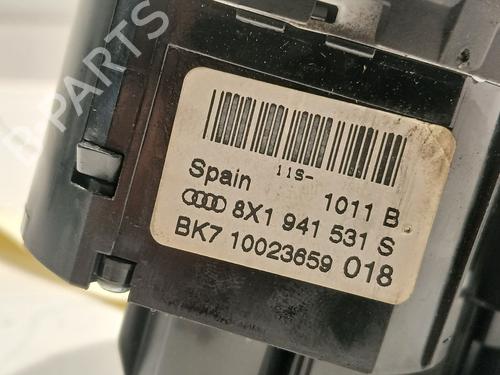 B-PARTS
11S-
Spain 1011 B
8X1 941 531 S
BK7 10023659 018